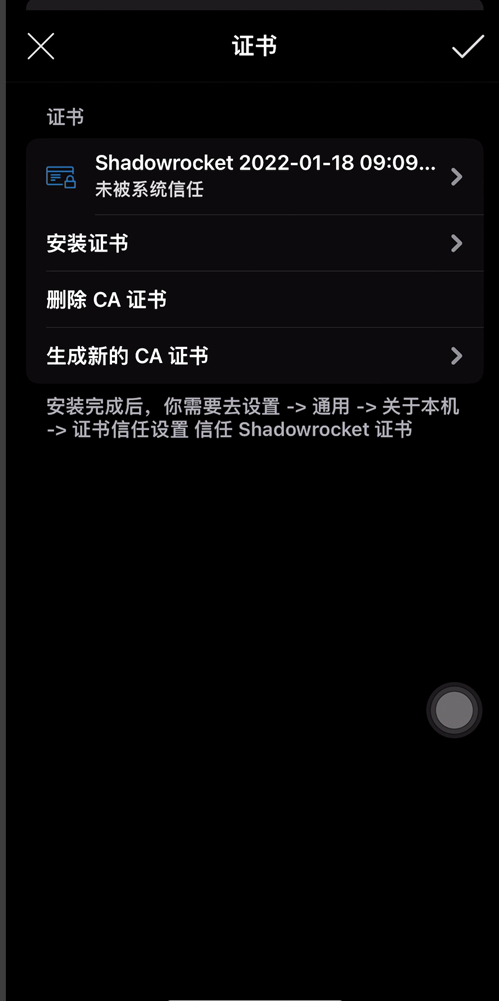 证书
证书
Shadowrocket 2022-01-18 09:09...
未被系统信任
安装证书
删除 CA 证书
生成新的 CA 证书
安装完成后，你需要去设置 -> 通用 -> 关于本机
-> 证书信任设置 信任 Shadowrocket 证书